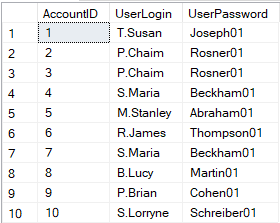 AccountID UserLogin UserPassword
1 1 T.Susan Joseph01
2 2 P.Chaim Rosner01
3 3 P.Chaim Rosner01
4 4 S.Maria Beckham01
5 5 M.Stanley Abraham01
6 6 R.James Thompson01
7 7 S.Maria Beckham01
8 8 B.Lucy Martin01
9 9 P.Brian Cohen01
10 10 S.Lorryne Schreiber01